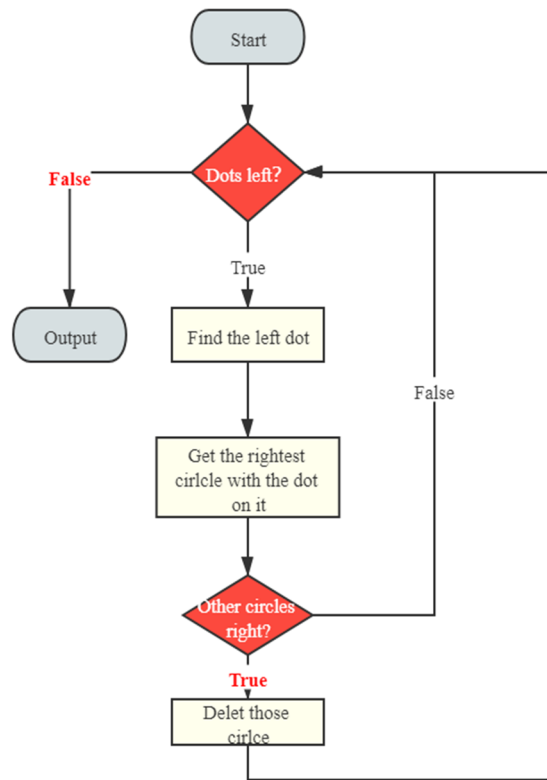 Start
Dots left?
False
True
Find the left dot
Output
False
Get the rightest
cirlcle with the dot
on it
Other circles
right?
True
Delet those
cirlce